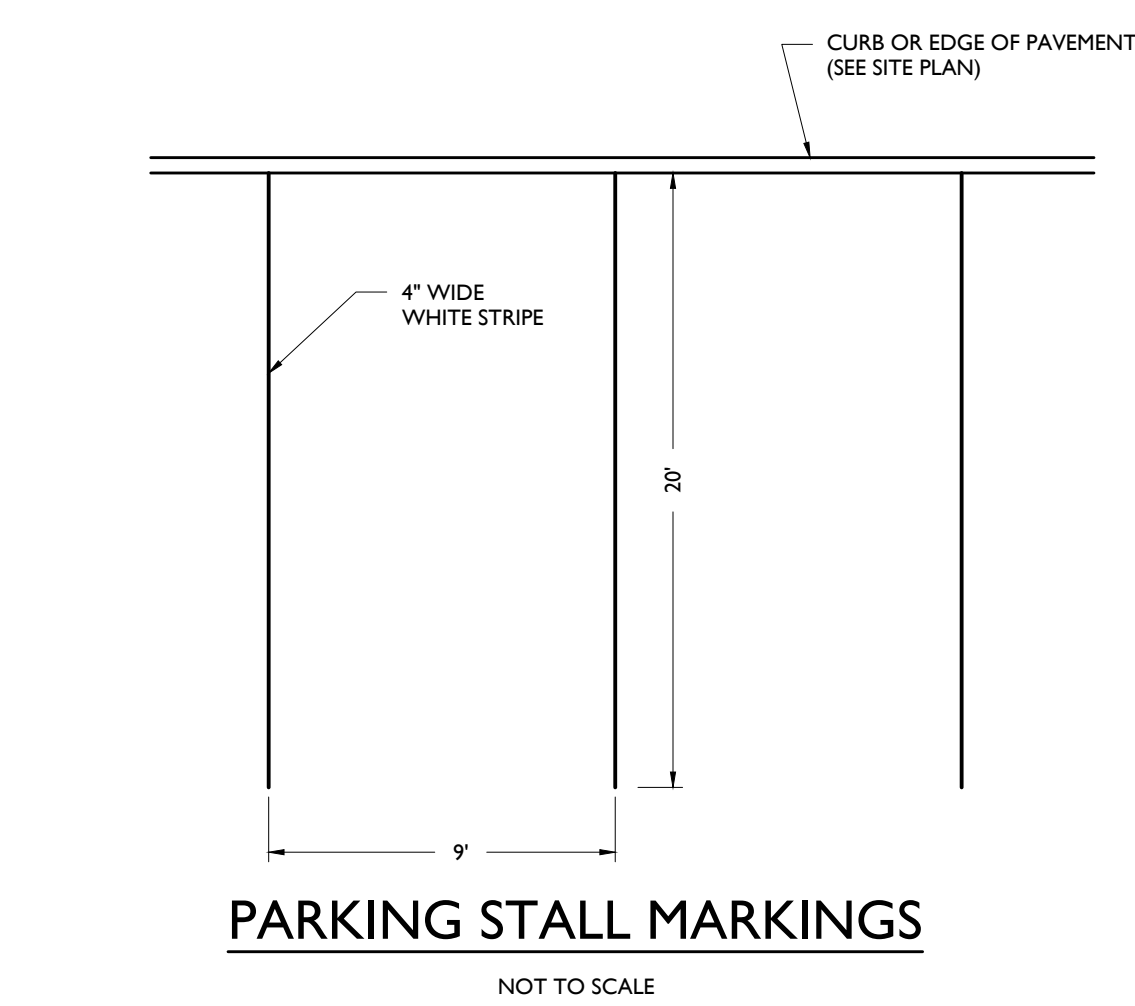 CURB OR EDGE OF PAVEMENT
(SEE SITE PLAN)
4" WIDE
WHITE STRIPE
20'
9'
PARKING STALL MARKINGS
NOT TO SCALE